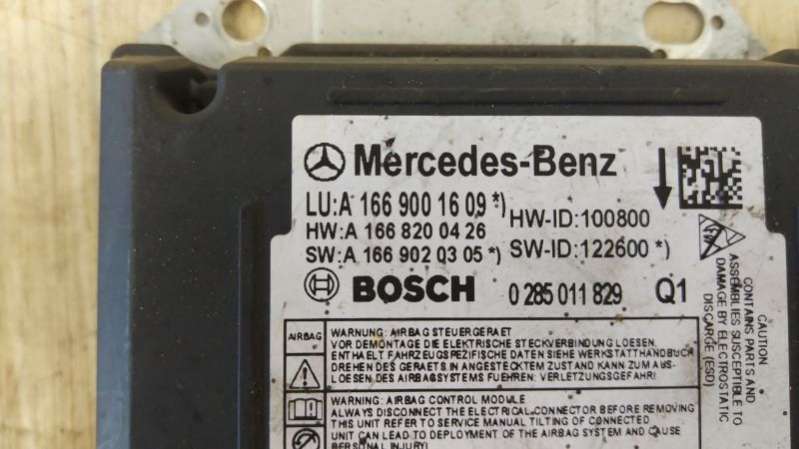 Mercedes-Benz
LU:A 166 900 16 09 *)
HW-ID:100800
HW:A 166 820 04 26
SW:A 166 902 03 05 *)
SW-ID:122600 *)
BOSCH 0 285 011 829 Q1
CAUTION
CONTAINS PARTS AND
ASSEMBLIES SUSCEPTIBLE TO
DAMAGE BY ELECTROSTATIC
DISCHARGE (ESD)
AIRBAG
WARNUNG: AIRBAG STEUERGERAET
VOR DEMONTAGE DIE ELEKTRISCHE STECKVERBINDUNG LOESEN.
ENTHAELT FAHRZEUGSPEZIFISCHE DATEN SIEHE WERKSTATTHANDBUCH
DREHEN DES GERAETS IN ANGESTECKTEM ZUSTAND KANN ZUM AUS-
LOESEN DES AIRBAGSYSTEMS FUEHREN: VERLETZUNGSGEFAHR!
WARNING: AIRBAG CONTROL MODULE
ALWAYS DISCONNECT THE ELECTRICAL CONNECTOR BEFORE REMOVING
THIS UNIT REFER TO SERVICE MANUAL TILTING OF CONNECTED
UNIT CAN LEAD TO DEPLOYMENT OF THE AIRBAG SYSTEM AND CAUSE
PERSONAL INJURY!